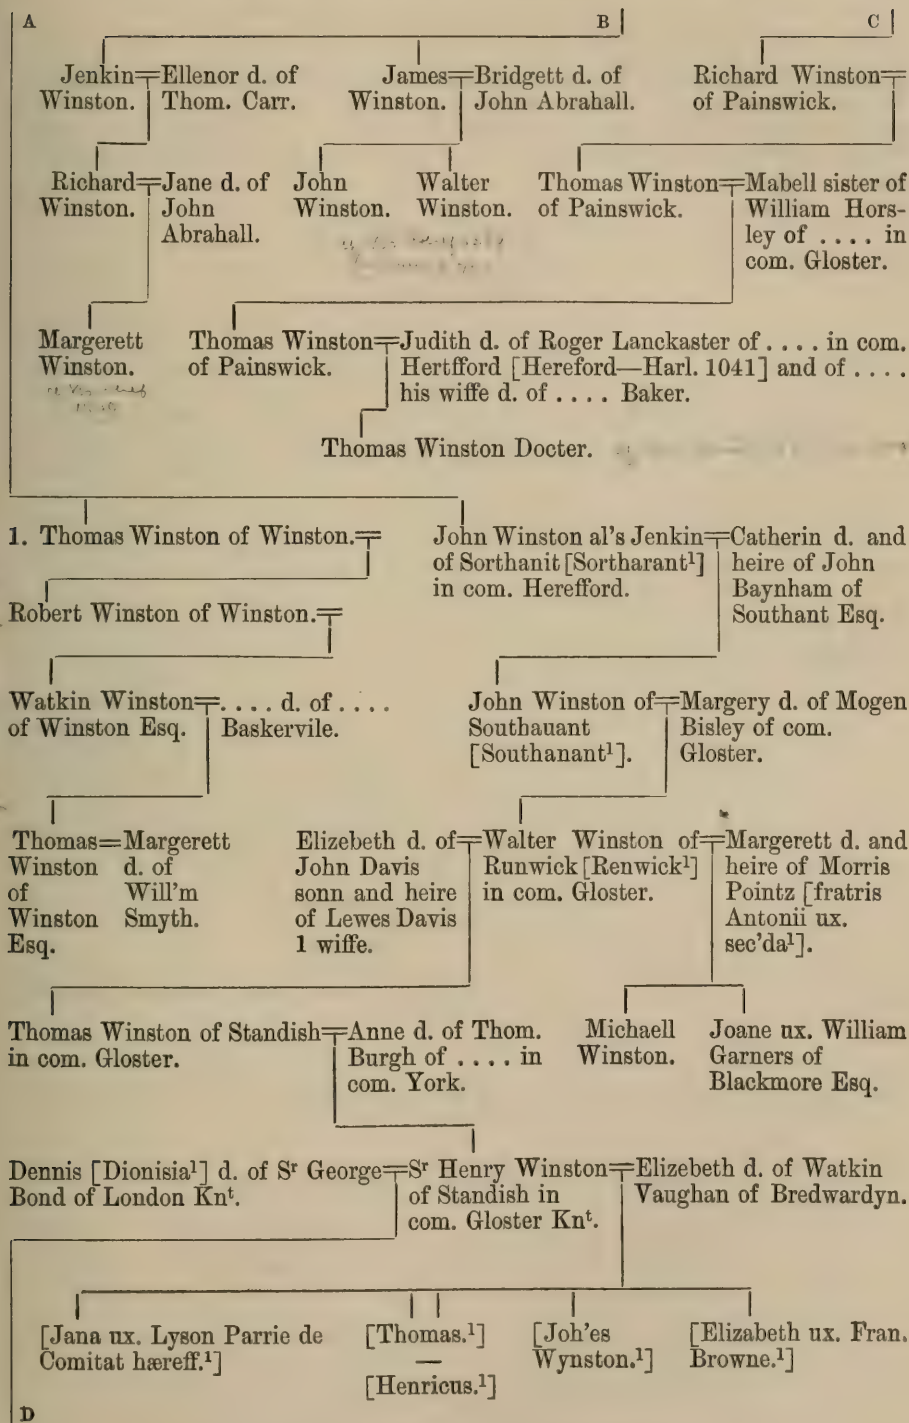 A B C
Jenkin Ellenor d. of James Bridgett d. of Richard Winston
Winston. Thom. Carr. Winston. John Abrahall. of Painswick.
Richard Jane d. of John Walter Thomas Winston Mabell sister of
Winston. John Winston. Winston. of Painswick. William Hors-
Abrahall. ley of . . . . in
com. Gloster.
Margerett Thomas Winston Judith d. of Roger Lanckaster of . . . . in com.
Winston. of Painswick. Hertfford [Hereford—Harl. 1041] and of . . . .
his wiffe d. of . . . . Baker.
Thomas Winston Docter.
1. Thomas Winston of Winston. John Winston al's Jenkin Catherin d. and
of Sorthanit [Sortharant¹] heire of John
in com. Herefford. Baynham of
Robert Winston of Winston. Southant Esq.
Watkin Winston . . . . d. of . . . . John Winston of Margery d. of Mogen
of Winston Esq. Baskervile. Southauant Bisley of com.
[Southanant¹]. Gloster.
Thomas= Margerett Elizebeth d. of Walter Winston of Margerett d. and
Winston d. of John Davis Runwick [Renwick¹] heire of Morris
of Will'm sonn and heire in com. Gloster. Pointz [fratris
Winston Smyth. of Lewes Davis Antonii ux.
Esq. 1 wiffe. sec'da¹].
Thomas Winston of Standish Anne d. of Thom. Michaell Joane ux. William
in com. Gloster. Burgh of . . . . in Winston. Garners of
com. York. Blackmore Esq.
Dennis [Dionisia¹] d. of Sʳ George Sʳ Henry Winston Elizebeth d. of Watkin
Bond of London Knᵗ. of Standish in Vaughan of Bredwardyn.
com. Gloster Knᵗ.
[Jana ux. Lyson Parrie de [Thomas.¹] [Joh'es [Elizabeth ux. Fran.
Comitat hæreff.¹] — Wynston.¹] Browne.¹]
[Henricus.¹]
D